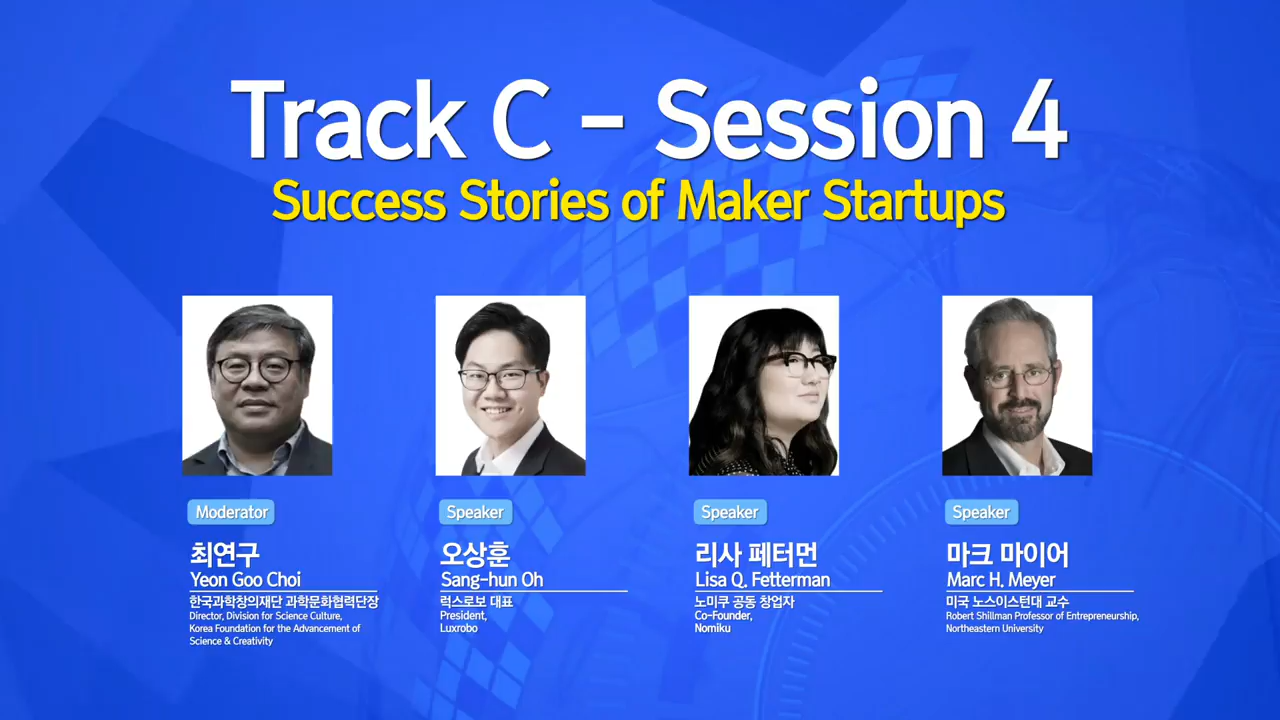 Track C - Session 4
Success Stories of Maker Startups
Moderator
최연구
Yeon Goo Choi
한국과학창의재단 과학문화협력단장
Director, Division for Science Culture,
Korea Foundation for the Advancement of
Science & Creativity
Speaker
오상훈
Sang-hun Oh
럭스로보 대표
President,
Luxrobo
Speaker
리사 페터먼
Lisa Q. Fetterman
노미쿠 공동 창업자
Co-Founder,
Nomiku
Speaker
마크 마이어
Marc H. Meyer
미국 노스이스턴대 교수
Robert Shillman Professor of Entrepreneurship,
Northeastern University